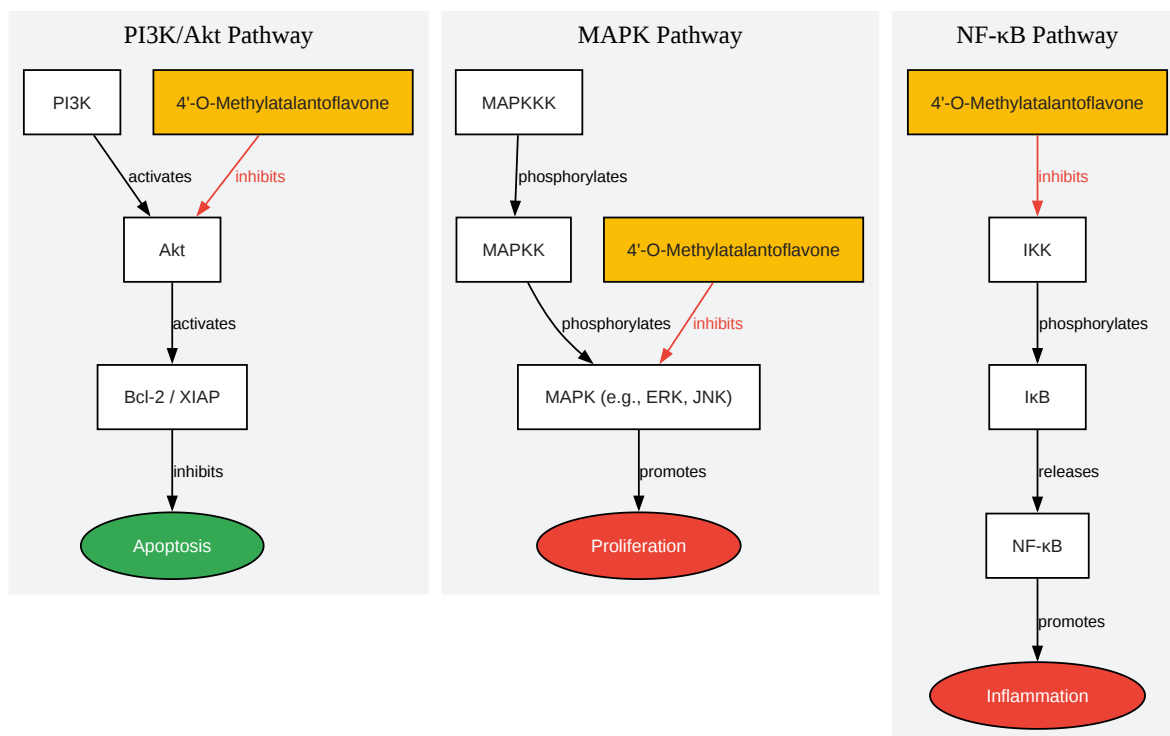 PI3K/Akt Pathway
PI3K
4'-O-Methylatalantoflavone
activates
inhibits
Akt
activates
Bcl-2 / XIAP
inhibits
Apoptosis
MAPK Pathway
MAPKKK
phosphorylates
MAPKK
4'-O-Methylatalantoflavone
phosphorylates
inhibits
MAPK (e.g., ERK, JNK)
promotes
Proliferation
NF-κB Pathway
4'-O-Methylatalantoflavone
inhibits
IKK
phosphorylates
IκB
releases
NF-κB
promotes
Inflammation